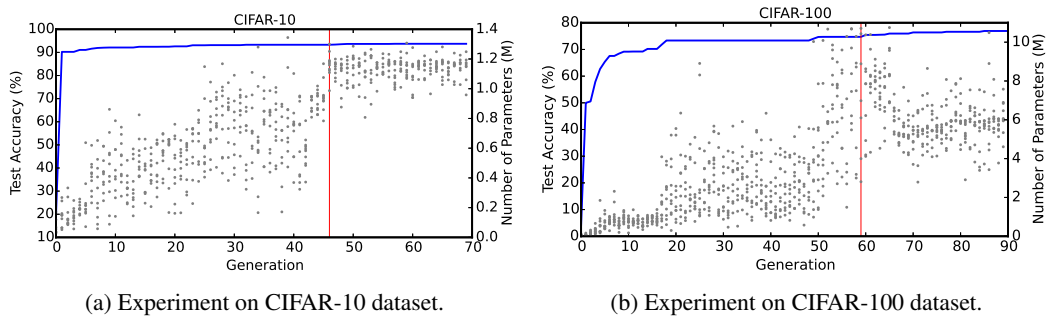 CIFAR-10
100
90
80
70
60
50
40
30
20
10
Test Accuracy (%)
1.4
1.2
1.0
0.8
0.6
0.4
0.2
0.0
Number of Parameters (M)
0 10 20 30 40 50 60 70
Generation
(a) Experiment on CIFAR-10 dataset.
CIFAR-100
80
70
60
50
40
30
20
10
0
Test Accuracy (%)
10
8
6
4
2
0
Number of Parameters (M)
0 10 20 30 40 50 60 70 80 90
Generation
(b) Experiment on CIFAR-100 dataset.